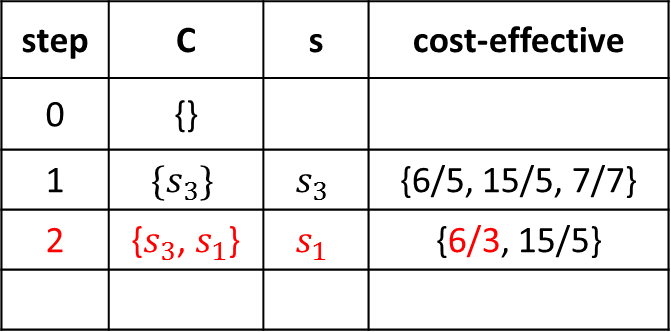 step C s cost-effective
0 {}
1 {𝑠₃} 𝑠₃ {6/5, 15/5, 7/7}
2 {𝑠₃, 𝑠₁} 𝑠₁ {6/3, 15/5}